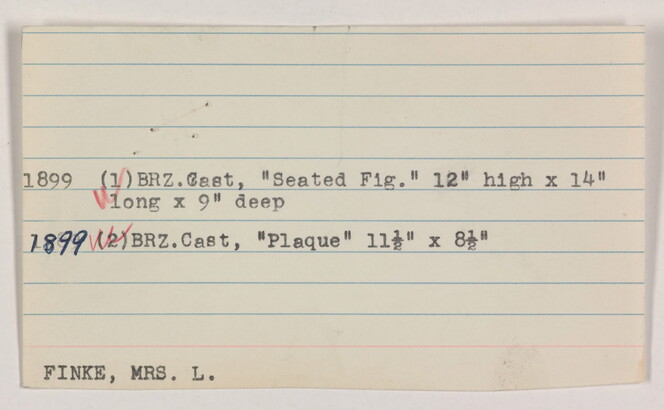 1899 (1)BRZ.Cast, "Seated Fig." 12" high x 14"
long x 9" deep
1899 (2)BRZ.Cast, "Plaque" 11½" x 8½"
FINKE, MRS. L.